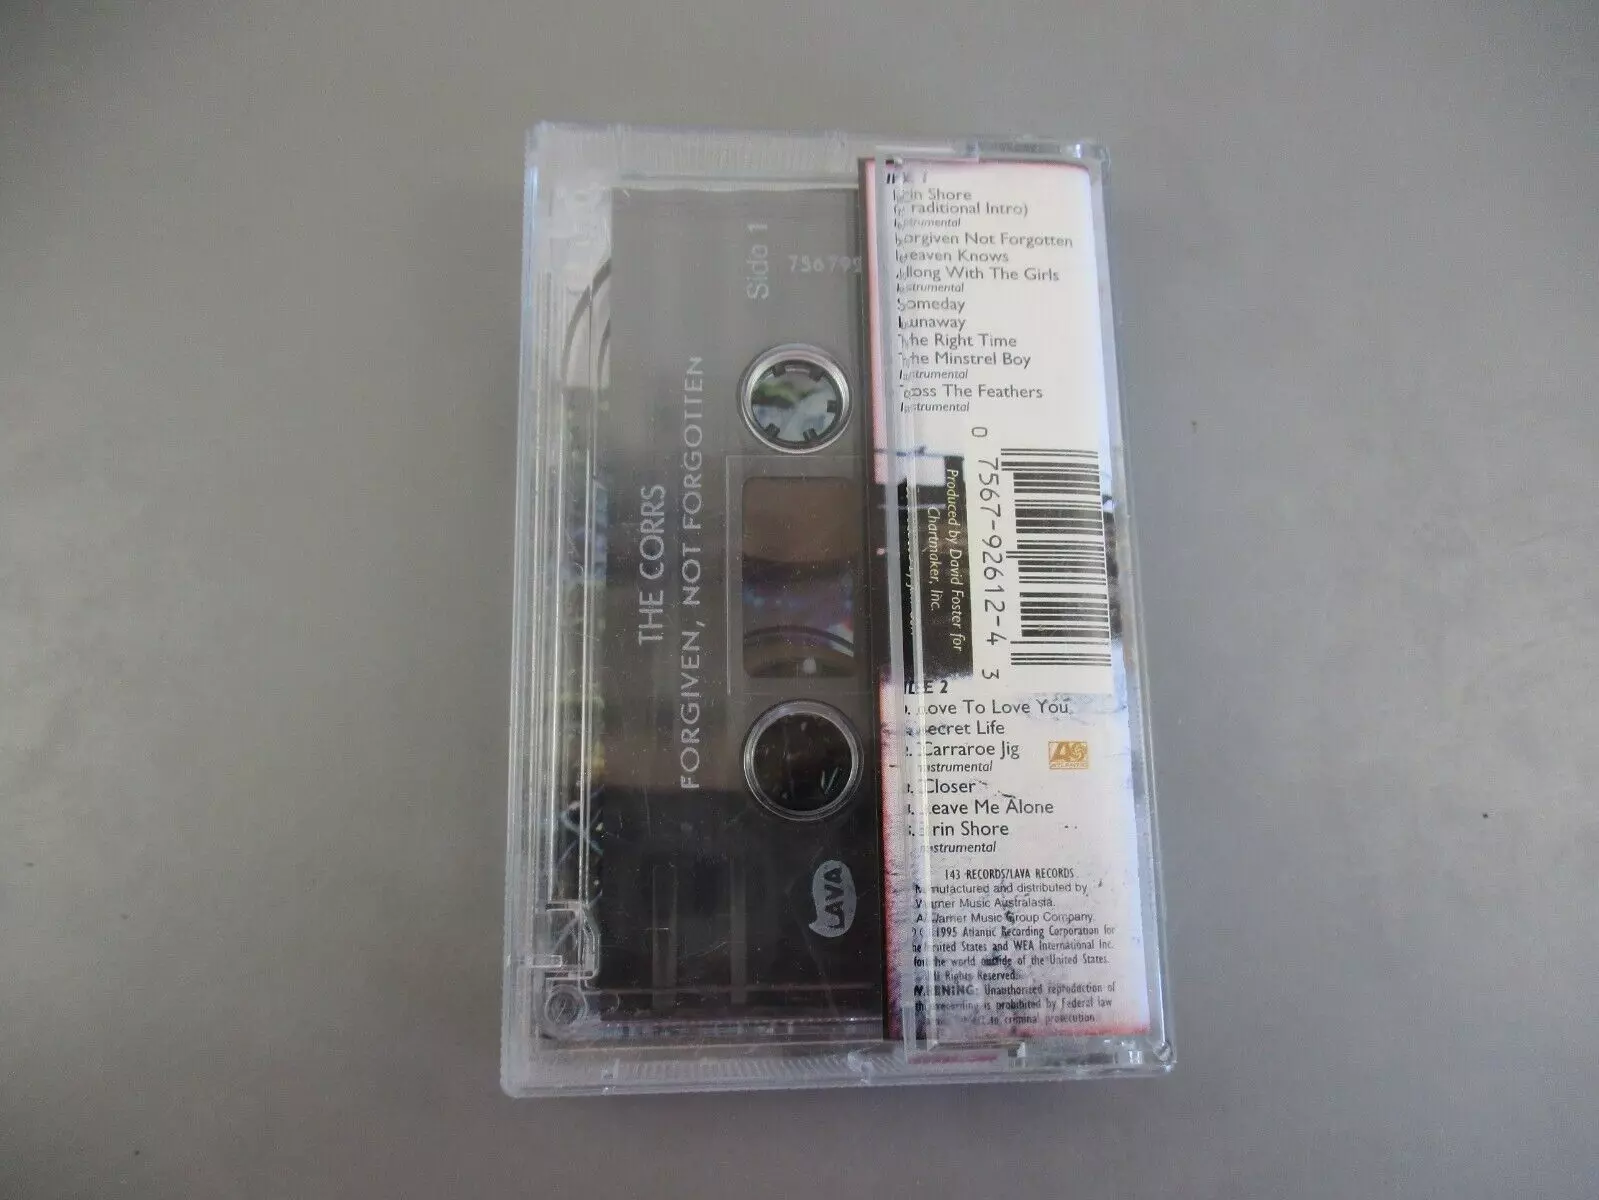 Side 1
756795
THE CORRS
FORGIVEN, NOT FORGOTTEN
LAVA
Erin Shore
(Traditional Intro)
Instrumental
Forgiven Not Forgotten
Heaven Knows
Along With The Girls
Instrumental
Someday
Runaway
The Right Time
The Minstrel Boy
Instrumental
Toss The Feathers
Instrumental
0 7567-92612-4 3
Produced by David Foster for
Chartmaker, Inc.
SIDE 2
Love To Love You
Secret Life
Carraroe Jig
Instrumental
Closer
Leave Me Alone
Erin Shore
Instrumental
ATLANTIC
143 RECORDS/LAVA RECORDS
Manufactured and distributed by
Warner Music Australasia.
A Warner Music Group Company.
1995 Atlantic Recording Corporation for
the United States and WEA International Inc.
for the world outside of the United States.
All Rights Reserved.
WARNING: Unauthorized reproduction of
this recording is prohibited by Federal law
subject to criminal prosecution